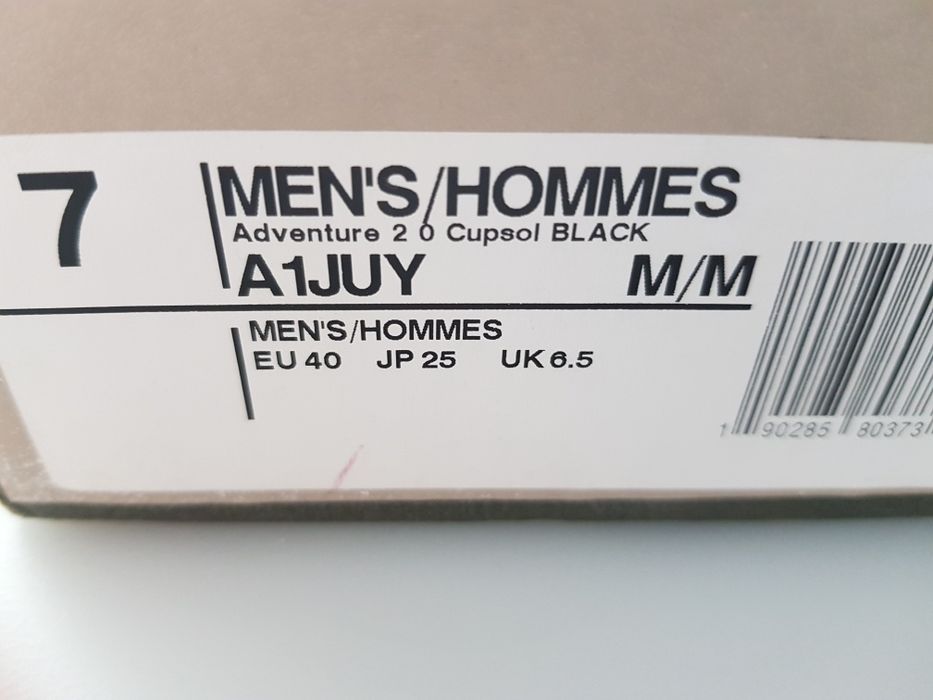 7
MEN'S/HOMMES
Adventure 2 0 Cupsol BLACK
A1JUY M/M
MEN'S/HOMMES
EU 40 JP 25 UK 6.5
1 90285 80373